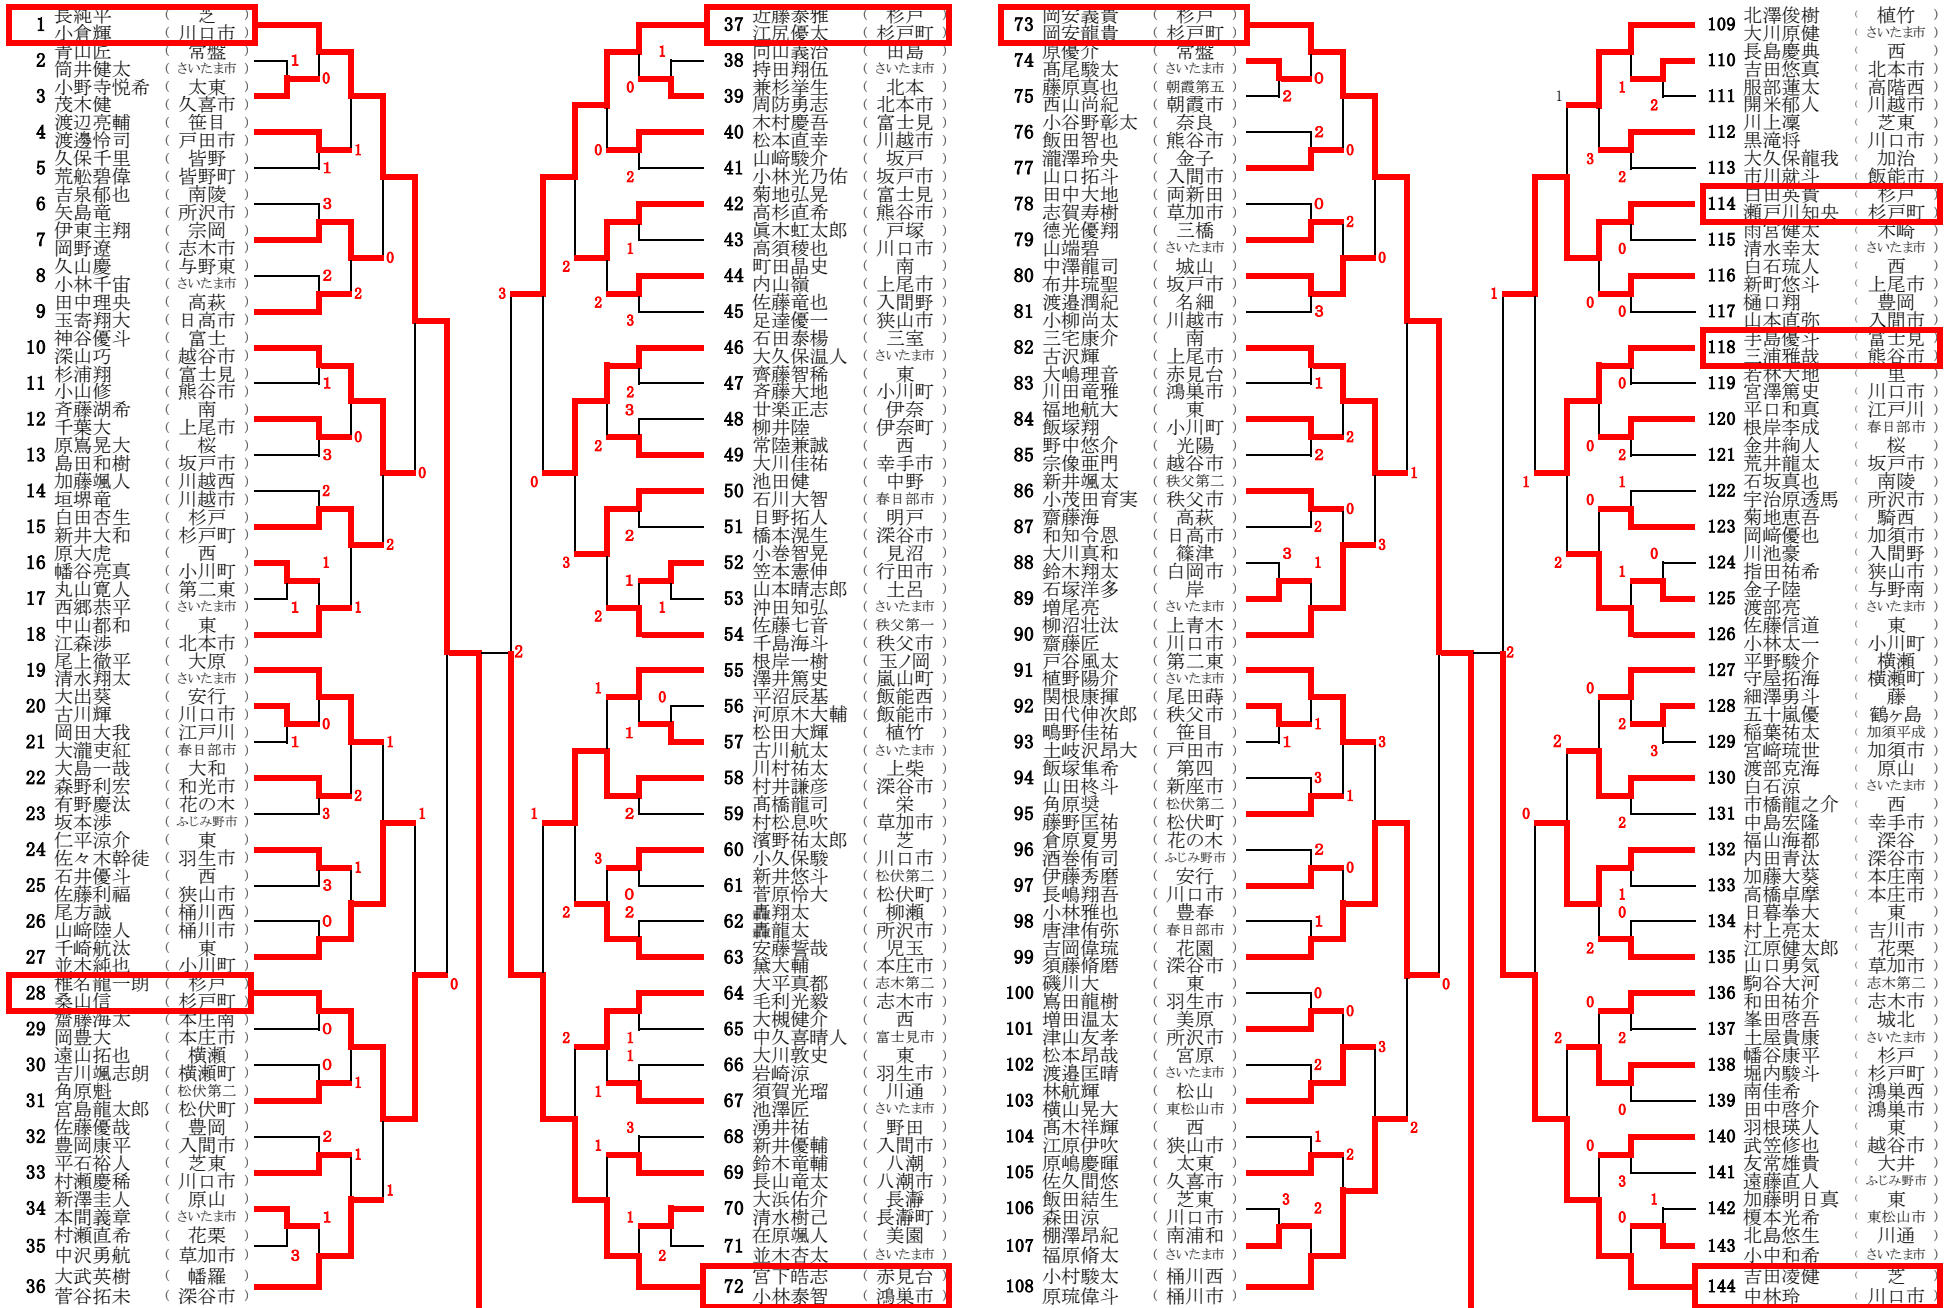 1 長純平 ( 芝 )
小倉輝 ( 川口市 )
2 青山匠 ( 常盤 )
筒井健太 ( さいたま市 )
3 小野寺悦希 ( 太東 )
茂木健 ( 久喜市 )
4 渡辺亮輔 ( 笹目 )
渡邊怜司 ( 戸田市 )
5 久保千里 ( 皆野 )
荒舩碧偉 ( 皆野町 )
6 吉泉郁也 ( 南陵 )
矢島竜 ( 所沢市 )
7 伊東主翔 ( 宗岡 )
岡野遼 ( 志木市 )
8 久山慶 ( 与野東 )
小林千宙 ( さいたま市 )
9 田中理央 ( 高萩 )
玉寄翔大 ( 日高市 )
10 神谷優斗 ( 富士 )
深山巧 ( 越谷市 )
11 杉浦翔 ( 富士見 )
小山修 ( 熊谷市 )
12 斉藤湖希 ( 南 )
千葉大 ( 上尾市 )
13 原嶌晃大 ( 桜 )
島田和樹 ( 坂戸市 )
14 加藤颯人 ( 川越西 )
垣堺竜 ( 川越市 )
15 白田杏生 ( 杉戸 )
新井大和 ( 杉戸町 )
16 原大虎 ( 西 )
幡谷亮真 ( 小川町 )
17 丸山寛人 ( 第二東 )
西郷恭平 ( さいたま市 )
18 中山都和 ( 東 )
江森渉 ( 北本市 )
19 尾上徹平 ( 大原 )
清水翔太 ( さいたま市 )
20 大出葵 ( 安行 )
古川輝 ( 川口市 )
21 岡田大我 ( 江戸川 )
大瀧吏紅 ( 春日部市 )
22 大島一哉 ( 大和 )
森野利宏 ( 和光市 )
23 有野慶汰 ( 花の木 )
坂本渉 ( ふじみ野市 )
24 仁平涼介 ( 東 )
佐々木幹徒 ( 羽生市 )
25 石井優斗 ( 西 )
佐藤利福 ( 狭山市 )
26 尾方誠 ( 桶川西 )
山﨑陸人 ( 桶川市 )
27 千崎航汰 ( 東 )
並木純也 ( 小川町 )
28 椎名龍一朗 ( 杉戸 )
桑山信 ( 杉戸町 )
29 齋藤海太 ( 本庄南 )
岡豊大 ( 本庄市 )
30 遠山拓也 ( 横瀬 )
吉川颯志朗 ( 横瀬町 )
31 角原魁 ( 松伏第二 )
宮島龍太郎 ( 松伏町 )
32 佐藤優哉 ( 豊岡 )
豊岡康平 ( 入間市 )
33 平石裕人 ( 芝東 )
村瀬慶稀 ( 川口市 )
34 新澤圭人 ( 原山 )
本間義章 ( さいたま市 )
35 村瀬直希 ( 花栗 )
中沢勇航 ( 草加市 )
36 大武英樹 ( 幡羅 )
菅谷拓未 ( 深谷市 )
37 近藤泰雅 ( 杉戸 )
江尻優太 ( 杉戸町 )
38 向山義治 ( 田島 )
持田翔伍 ( さいたま市 )
39 兼杉挙生 ( 北本 )
周防勇志 ( 北本市 )
40 木村慶吾 ( 富士見 )
松本直幸 ( 川越市 )
41 山﨑駿介 ( 坂戸 )
小林光乃佑 ( 坂戸市 )
42 菊地弘晃 ( 富士見 )
高杉直希 ( 熊谷市 )
43 眞木虹太郎 ( 戸塚 )
高須稜也 ( 川口市 )
44 町田晶史 ( 南 )
内山嶺 ( 上尾市 )
45 佐藤竜也 ( 入間野 )
足達優一 ( 狭山市 )
46 石田泰楊 ( 三室 )
大久保温人 ( さいたま市 )
47 齊藤智稀 ( 東 )
斉藤大地 ( 小川町 )
48 廿楽正志 ( 伊奈 )
柳井陸 ( 伊奈町 )
49 常陸兼誠 ( 西 )
大川佳祐 ( 幸手市 )
50 池田健 ( 中野 )
石川大智 ( 春日部市 )
51 日野拓人 ( 明戸 )
橋本滉生 ( 深谷市 )
52 小巻智晃 ( 見沼 )
笠本憲伸 ( 行田市 )
53 山本晴志郎 ( 土呂 )
沖田知弘 ( さいたま市 )
54 佐藤七音 ( 秩父第一 )
千島海斗 ( 秩父市 )
55 根岸一樹 ( 玉ノ岡 )
澤井篤史 ( 嵐山町 )
56 平沼辰基 ( 飯能西 )
河原木大輔 ( 飯能市 )
57 松田大輝 ( 植竹 )
古川航太 ( さいたま市 )
58 川村祐太 ( 上柴 )
村井謙彦 ( 深谷市 )
59 髙橋龍司 ( 栄 )
村松息吹 ( 草加市 )
60 濱野祐太郎 ( 芝 )
小久保駿 ( 川口市 )
61 新井悠斗 ( 松伏第二 )
菅原怜大 ( 松伏町 )
62 轟翔太 ( 柳瀬 )
轟龍太 ( 所沢市 )
63 安藤誓哉 ( 児玉 )
黛大輔 ( 本庄市 )
64 大平真都 ( 志木第二 )
毛利光毅 ( 志木市 )
65 大槻健介 ( 西 )
中久喜晴人 ( 富士見市 )
66 大川敦史 ( 東 )
岩崎涼 ( 羽生市 )
67 須賀光瑠 ( 川通 )
池澤匠 ( さいたま市 )
68 湧井祐 ( 野田 )
新井優輔 ( 入間市 )
69 鈴木竜輔 ( 八潮 )
長山竜太 ( 八潮市 )
70 大浜佑介 ( 長瀞 )
清水樹己 ( 長瀞町 )
71 在原颯人 ( 美園 )
並木杏太 ( さいたま市 )
72 宮下皓志 ( 赤見台 )
小林泰智 ( 鴻巣市 )
73 岡安義貴 ( 杉戸 )
岡安龍貴 ( 杉戸町 )
74 原優介 ( 常盤 )
高尾駿太 ( さいたま市 )
75 藤原真也 ( 朝霞第五 )
西山尚紀 ( 朝霞市 )
76 小谷野彰太 ( 奈良 )
飯田智也 ( 熊谷市 )
77 瀧澤玲央 ( 金子 )
山口拓斗 ( 入間市 )
78 田中大地 ( 両新田 )
志賀寿樹 ( 草加市 )
79 德光優翔 ( 三橋 )
山端碧 ( さいたま市 )
80 中澤龍司 ( 城山 )
布井琉聖 ( 坂戸市 )
81 渡邉潤紀 ( 名細 )
小柳尚太 ( 川越市 )
82 三宅康介 ( 南 )
古沢輝 ( 上尾市 )
83 大嶋理音 ( 赤見台 )
川田竜雅 ( 鴻巣市 )
84 福地航大 ( 東 )
飯塚翔 ( 小川町 )
85 野中悠介 ( 光陽 )
宗像亜門 ( 越谷市 )
86 新井颯太 ( 秩父第二 )
小茂田育実 ( 秩父市 )
87 齋藤海 ( 高萩 )
和知令恩 ( 日高市 )
88 大川真和 ( 篠津 )
鈴木翔太 ( 白岡市 )
89 石塚洋多 ( 岸 )
増尾亮 ( さいたま市 )
90 柳沼壮汰 ( 上青木 )
齋藤匠 ( 川口市 )
91 戸谷風太 ( 第二東 )
植野陽介 ( さいたま市 )
92 関根康揮 ( 尾田蒔 )
田代伸次郎 ( 秩父市 )
93 鴫野佳祐 ( 笹目 )
土岐沢昂大 ( 戸田市 )
94 飯塚隼希 ( 第四 )
山田柊斗 ( 新座市 )
95 角原奨 ( 松伏第二 )
藤野匡祐 ( 松伏町 )
96 倉原夏男 ( 花の木 )
酒巻侑司 ( ふじみ野市 )
97 伊藤秀磨 ( 安行 )
長嶋翔吾 ( 川口市 )
98 小林雅也 ( 豊春 )
唐津侑弥 ( 春日部市 )
99 吉岡偉琉 ( 花園 )
須藤脩磨 ( 深谷市 )
100 磯川大 ( 東 )
嶌田龍樹 ( 羽生市 )
101 増田温太 ( 美原 )
津山友孝 ( 所沢市 )
102 松本昂哉 ( 宮原 )
渡邉匡晴 ( さいたま市 )
103 林航輝 ( 松山 )
横山晃大 ( 東松山市 )
104 髙木祥輝 ( 西 )
江原伊吹 ( 狭山市 )
105 原嶋慶暉 ( 太東 )
佐久間悠 ( 久喜市 )
106 飯田結生 ( 芝東 )
森田涼 ( 川口市 )
107 棚澤昂紀 ( 南浦和 )
福原脩太 ( さいたま市 )
108 小村駿太 ( 桶川西 )
原琉偉斗 ( 桶川市 )
109 北澤俊樹 ( 植竹 )
大川原健 ( さいたま市 )
110 長島慶典 ( 西 )
吉田悠真 ( 北本市 )
111 服部蓮太 ( 高階西 )
開米郁人 ( 川越市 )
112 川上凜 ( 芝東 )
黒滝将 ( 川口市 )
113 大久保龍我 ( 加治 )
市川就斗 ( 飯能市 )
114 白田英貴 ( 杉戸 )
瀬戸川知央 ( 杉戸町 )
115 雨宮健太 ( 木崎 )
清水幸太 ( さいたま市 )
116 白石琉人 ( 西 )
新町悠斗 ( 上尾市 )
117 樋口翔 ( 豊岡 )
山本直弥 ( 入間市 )
118 手島優斗 ( 富士見 )
三浦雅哉 ( 熊谷市 )
119 若林大地 ( 里 )
宮澤篤史 ( 川口市 )
120 平口和真 ( 江戸川 )
根岸李成 ( 春日部市 )
121 金井絢人 ( 桜 )
荒井龍太 ( 坂戸市 )
122 石坂真也 ( 南陵 )
宇治原透馬 ( 所沢市 )
123 菊地恵吾 ( 騎西 )
岡﨑優也 ( 加須市 )
124 川池豪 ( 入間野 )
指田祐希 ( 狭山市 )
125 金子陸 ( 与野南 )
渡部亮 ( さいたま市 )
126 佐藤信道 ( 東 )
小林太一 ( 小川町 )
127 平野駿介 ( 横瀬 )
守屋拓海 ( 横瀬町 )
128 細澤勇斗 ( 藤 )
五十嵐優 ( 鶴ヶ島 )
129 稲葉祐太 ( 加須平成 )
宮﨑琉世 ( 加須市 )
130 渡部克海 ( 原山 )
白石涼 ( さいたま市 )
131 市橋龍之介 ( 西 )
中島宏隆 ( 幸手市 )
132 福山海都 ( 深谷 )
内田青汰 ( 深谷市 )
133 加藤大葵 ( 本庄南 )
高橋卓摩 ( 本庄市 )
134 日暮拳大 ( 東 )
村上亮太 ( 吉川市 )
135 江原健太郎 ( 花栗 )
山口勇気 ( 草加市 )
136 駒谷大河 ( 志木第二 )
和田祐介 ( 志木市 )
137 峯田啓吾 ( 城北 )
土屋貴康 ( さいたま市 )
138 幡谷康平 ( 杉戸 )
堀内駿斗 ( 杉戸町 )
139 南佳希 ( 鴻巣西 )
田中啓介 ( 鴻巣市 )
140 羽根瑛人 ( 東 )
武笠修也 ( 越谷市 )
141 友常雄貴 ( 大井 )
遠藤直人 ( ふじみ野市 )
142 加藤明日真 ( 東 )
榎本光希 ( 東松山市 )
143 北島悠生 ( 川通 )
小中和希 ( さいたま市 )
144 吉田凌健 ( 芝 )
中林玲 ( 川口市 )